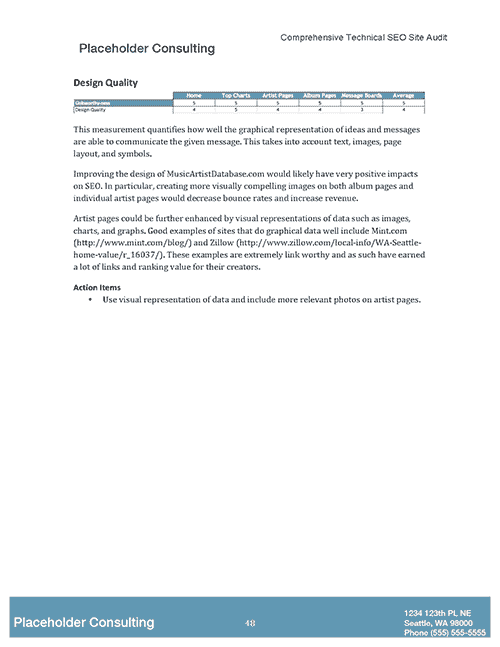 Comprehensive Technical SEO Site Audit
Placeholder Consulting
Design Quality
Home Top Charts Artist Pages Album Pages Message Boards Average
5 5 5 5 5 5
Design Quality 4 5 4 4 3 4
This measurement quantifies how well the graphical representation of ideas and messages
are able to communicate the given message. This takes into account text, images, page
layout, and symbols.
Improving the design of MusicArtistDatabase.com would likely have very positive impacts
on SEO. In particular, creating more visually compelling images on both album pages and
individual artist pages would decrease bounce rates and increase revenue.
Artist pages could be further enhanced by visual representations of data such as images,
charts, and graphs. Good examples of sites that do graphical data well include Mint.com
(http://www.mint.com/blog/) and Zillow (http://www.zillow.com/local-info/WA-Seattle-
home-value/r_16037/). These examples are extremely link worthy and as such have earned
a lot of links and ranking value for their creators.
Action Items
• Use visual representation of data and include more relevant photos on artist pages.
Placeholder Consulting
48
1234 123th PL NE
Seattle, WA 98000
Phone (555) 555-5555